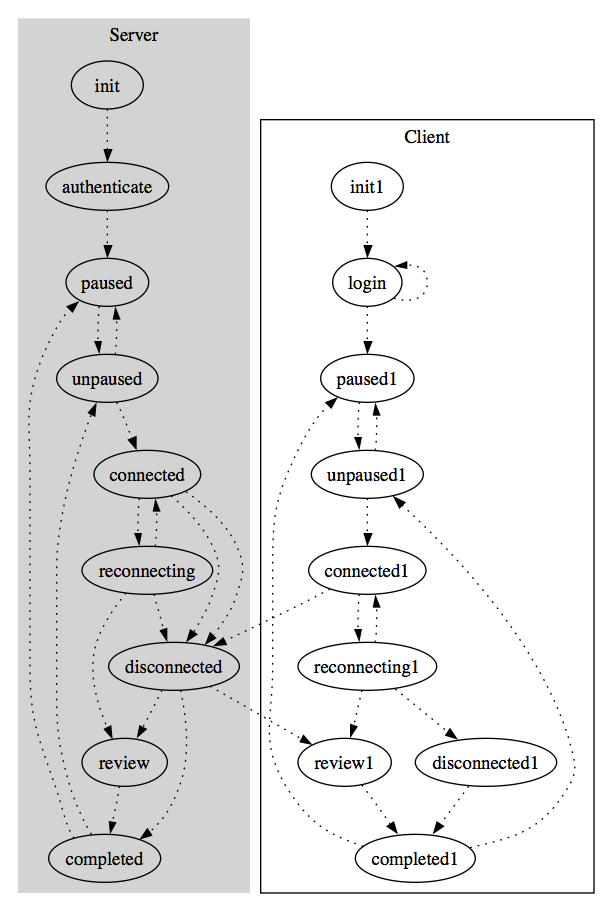 Server
init
authenticate
paused
unpaused
connected
reconnecting
disconnected
review
completed
Client
init1
login
paused1
unpaused1
connected1
reconnecting1
review1
disconnected1
completed1